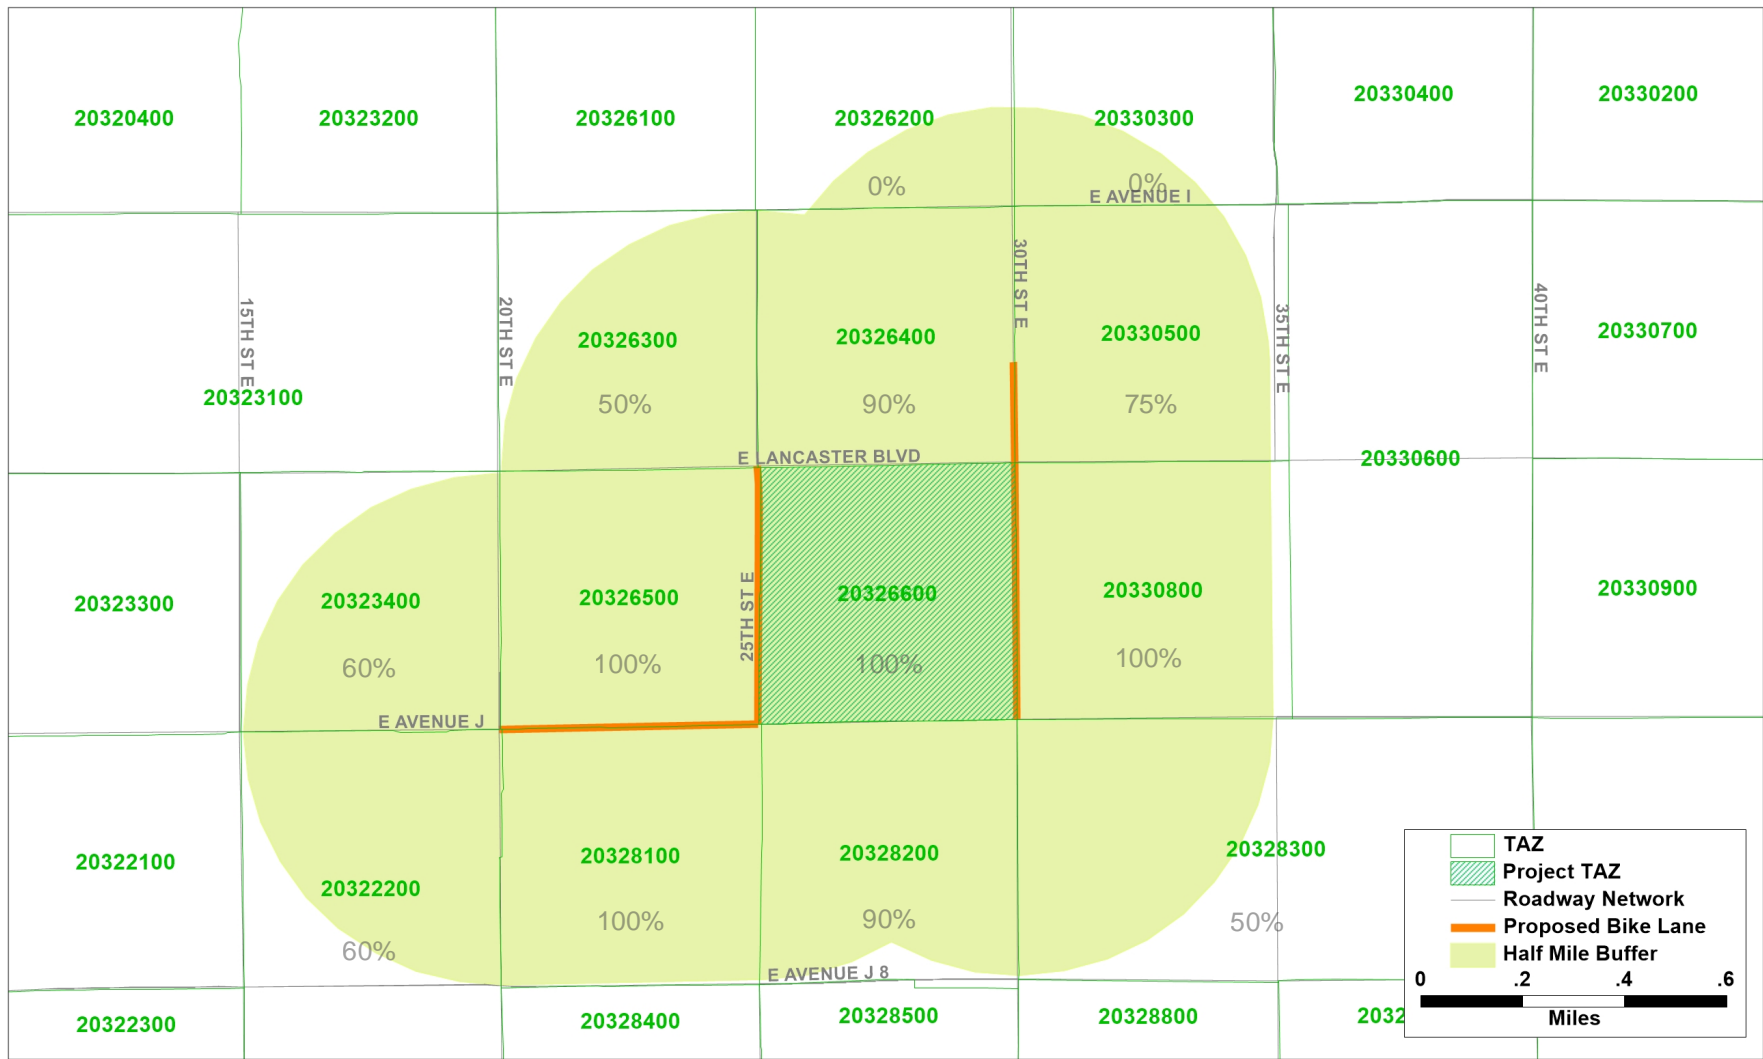 20320400
20323200
20326100
20326200
20330300
20330400
20330200
0%
0%
E AVENUE I
30TH ST E
15TH ST E
20TH ST E
35TH ST E
40TH ST E
20326300
20326400
20330500
20330700
20323100
50%
90%
75%
E LANCASTER BLVD
20330600
20323300
20323400
20326500
25TH ST E
20326600
20330800
20330900
60%
100%
100%
100%
E AVENUE J
20322100
20322200
20328100
20328200
20328300
60%
100%
90%
50%
E AVENUE J 8
20322300
20328400
20328500
20328800
TAZ
Project TAZ
Roadway Network
Proposed Bike Lane
Half Mile Buffer
0 .2 .4 .6
Miles